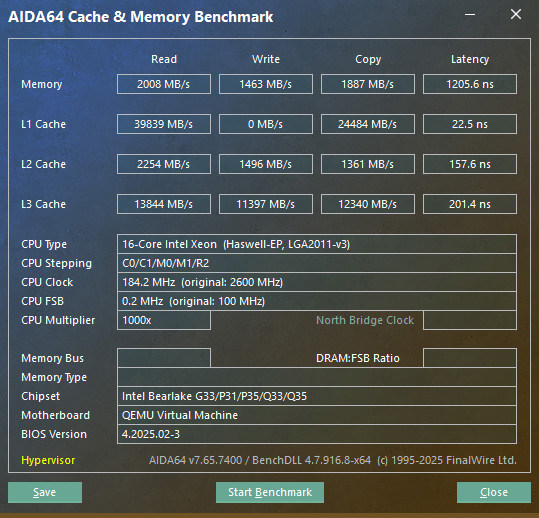 AIDA64 Cache & Memory Benchmark
Read Write Copy Latency
Memory 2008 MB/s 1463 MB/s 1887 MB/s 1205.6 ns
L1 Cache 39839 MB/s 0 MB/s 24484 MB/s 22.5 ns
L2 Cache 2254 MB/s 1496 MB/s 1361 MB/s 157.6 ns
L3 Cache 13844 MB/s 11397 MB/s 12340 MB/s 201.4 ns
CPU Type 16-Core Intel Xeon (Haswell-EP, LGA2011-v3)
CPU Stepping C0/C1/M0/M1/R2
CPU Clock 184.2 MHz (original: 2600 MHz)
CPU FSB 0.2 MHz (original: 100 MHz)
CPU Multiplier 1000x North Bridge Clock
Memory Bus DRAM:FSB Ratio
Memory Type
Chipset Intel Bearlake G33/P31/P35/Q33/Q35
Motherboard QEMU Virtual Machine
BIOS Version 4.2025.02-3
Hypervisor AIDA64 v7.65.7400 / BenchDLL 4.7.916.8-x64 (c) 1995-2025 FinalWire Ltd.
Save Start Benchmark Close